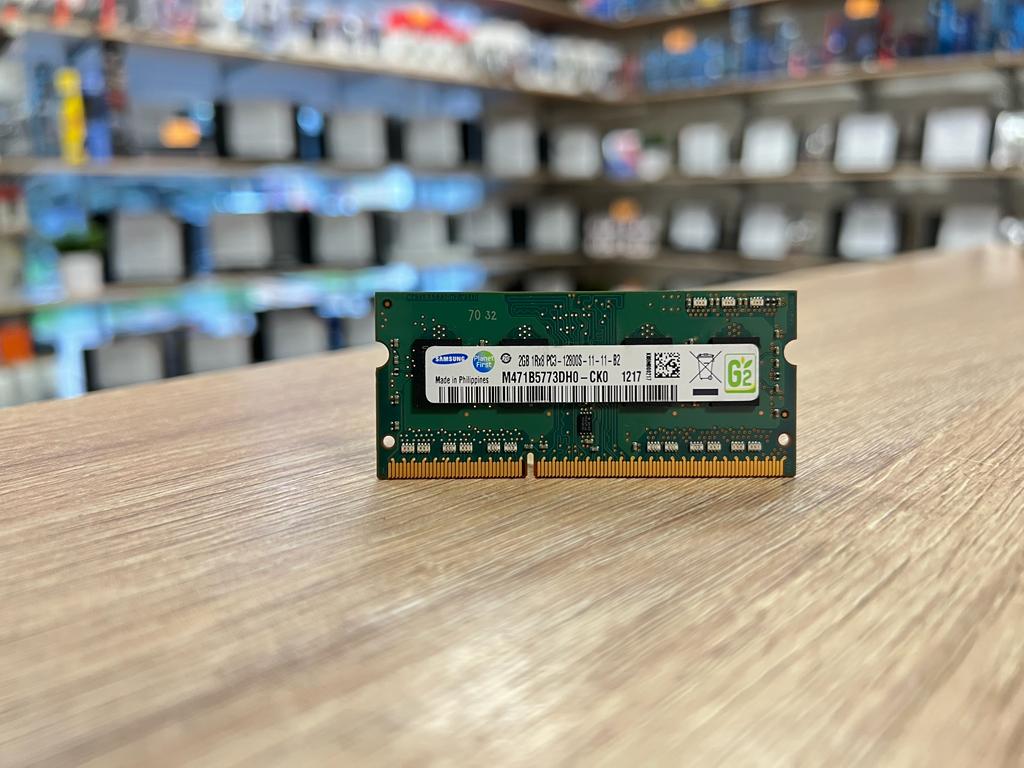 70 32
SAMSUNG
Planet First
2GB 1Rx8 PC3-12800S-11-11-B2
Made in Philippines
M471B5773DH0-CK0 1217
G2